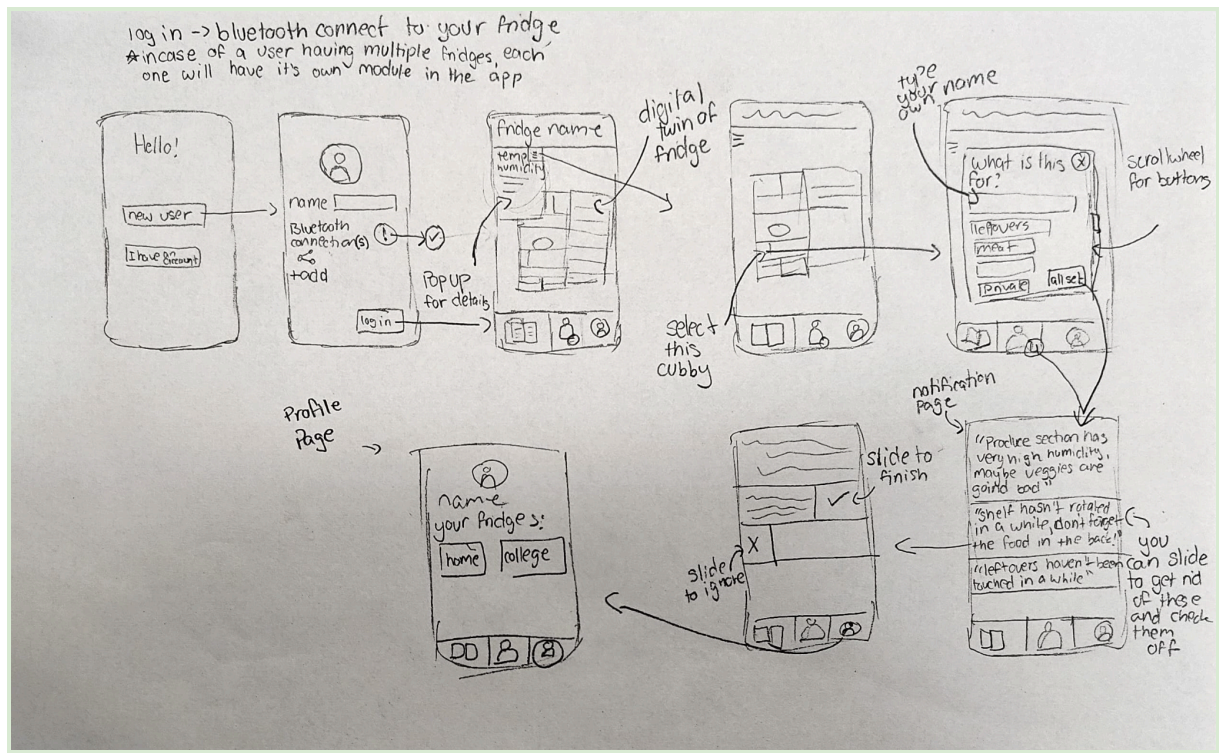 log in -> bluetooth connect to your fridge
*incase of a user having multiple fridges, each
one will have it's own module in the app
Hello!
new user
I have an account
name
Bluetooth
connection(s)
+add
log in
fridge name
temp
humidity
Popup
for details
digital
twin of
fridge
select
this
cubby
type
your
own
name
what is this
for?
X
leftovers
meat
private
all set
scrollwheel
for buttons
notification
page
"Produce section has
very high humidity,
maybe veggies are
going bad"
"shelf hasn't rotated
in a while, don't forget
the food in the back!"
"leftovers haven't been
touched in a while"
you
can slide
to get rid
of these
and check
them
off
slide to
finish
X
slide
to ignore
Profile
Page
name
your fridges:
home
college